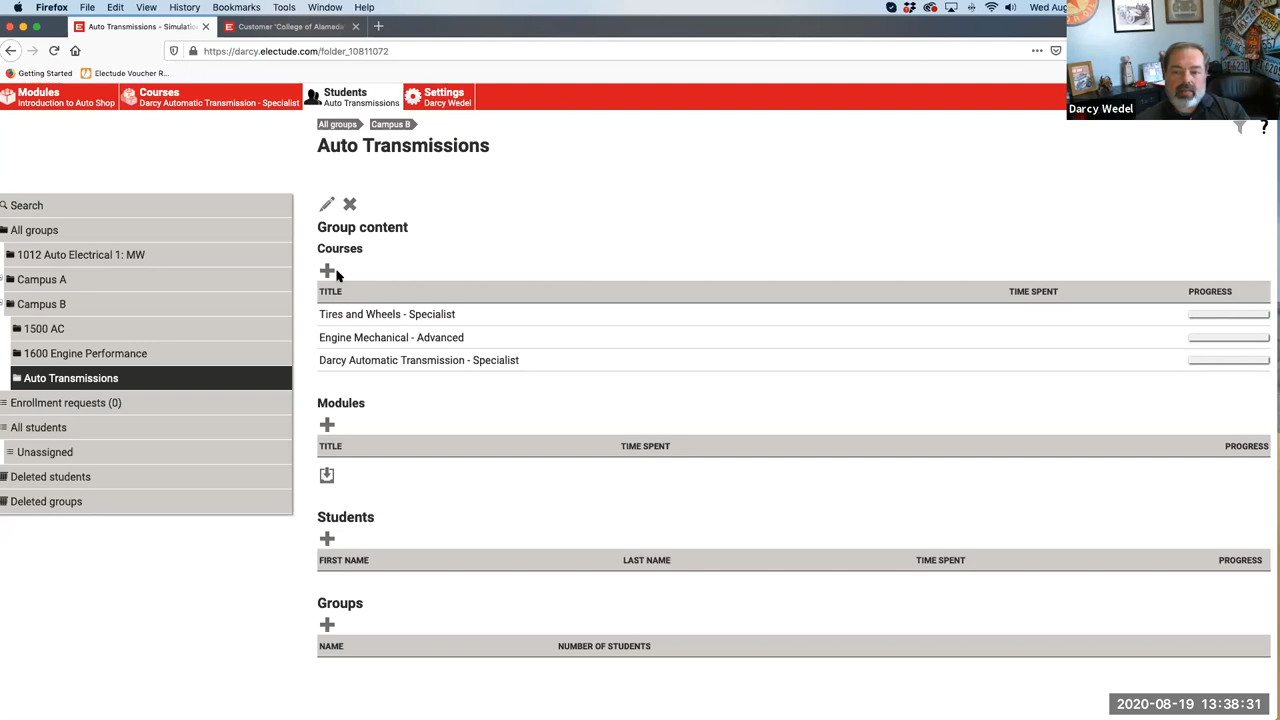 Firefox File Edit View History Bookmarks Tools Window Help Wed Aug
Auto Transmissions - Simulatio
Customer 'College of Alameda
https://darcy.electude.com/folder_10811072
Getting Started Electude Voucher R...
Modules
Introduction to Auto Shop
Courses
Darcy Automatic Transmission - Specialist
Students
Auto Transmissions
Settings
Darcy Wedel
Darcy Wedel
All groups Campus B
?
Auto Transmissions
Search
All groups
1012 Auto Electrical 1: MW
Campus A
Campus B
1500 AC
1600 Engine Performance
Auto Transmissions
Enrollment requests (0)
All students
Unassigned
Deleted students
Deleted groups
Group content
Courses
TITLE TIME SPENT PROGRESS
Tires and Wheels - Specialist
Engine Mechanical - Advanced
Darcy Automatic Transmission - Specialist
Modules
TITLE TIME SPENT PROGRESS
Students
FIRST NAME LAST NAME TIME SPENT PROGRESS
Groups
NAME NUMBER OF STUDENTS
2020-08-19 13:38:31